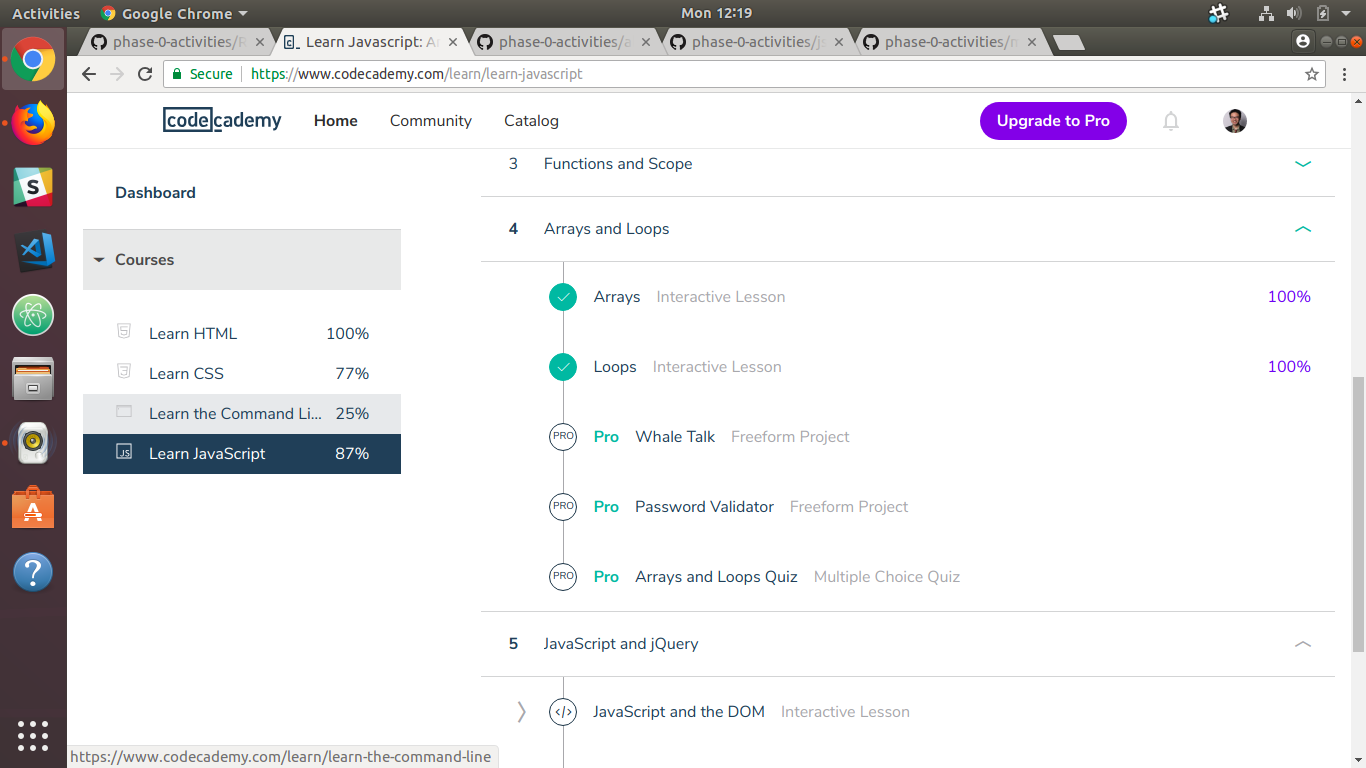 Activities Google Chrome Mon 12:19
phase-0-activities/R Learn Javascript: Ar phase-0-activities/a phase-0-activities/js phase-0-activities/m
Secure https://www.codecademy.com/learn/learn-javascript
codecademy Home Community Catalog Upgrade to Pro
3 Functions and Scope
Dashboard
4 Arrays and Loops
Courses
Arrays Interactive Lesson 100%
Learn HTML 100%
Loops Interactive Lesson 100%
Learn CSS 77%
Learn the Command Li... 25%
PRO Pro Whale Talk Freeform Project
JS Learn JavaScript 87%
PRO Pro Password Validator Freeform Project
PRO Pro Arrays and Loops Quiz Multiple Choice Quiz
5 JavaScript and jQuery
</> JavaScript and the DOM Interactive Lesson
https://www.codecademy.com/learn/learn-the-command-line